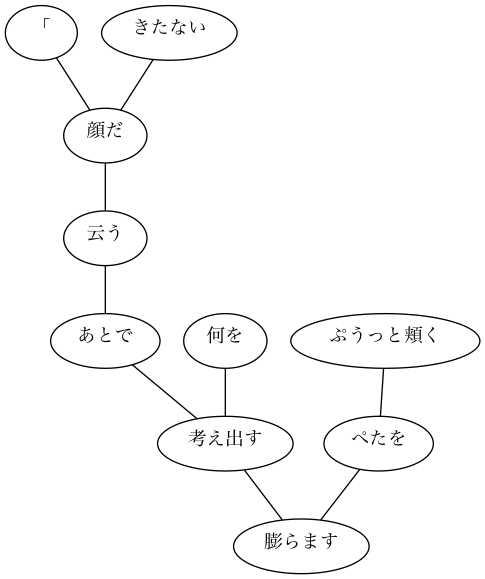 「
きたない
顔だ
云う
あとで
何を
ぷうっと頬く
考え出す
ぺたを
膨らます